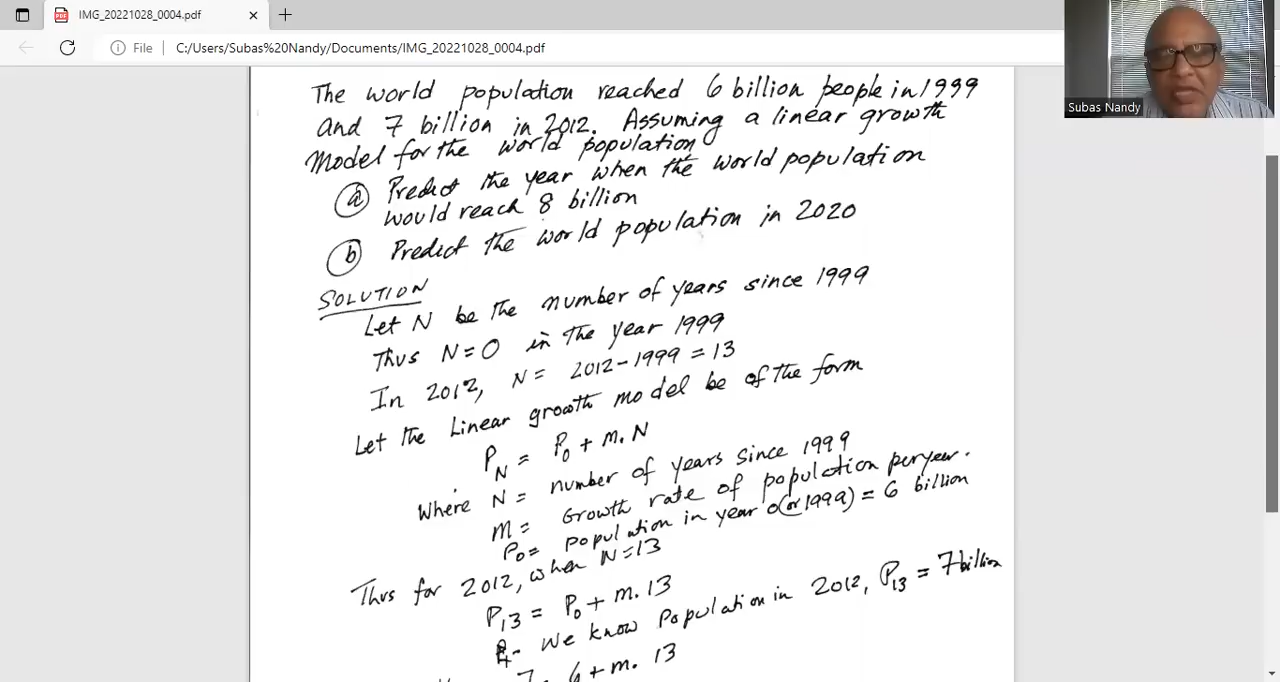 IMG_20221028_0004.pdf
File C:/Users/Subas%20Nandy/Documents/IMG_20221028_0004.pdf
Subas Nandy
The world population reached 6 billion people in 1999
and 7 billion in 2012. Assuming a linear growth
Model for the world population
(a) Predict the year when the world population
would reach 8 billion
(b) Predict the world population in 2020
SOLUTION
Let N be the number of years since 1999
Thus N=0 in the year 1999
In 2012, N = 2012-1999 = 13
Let the Linear growth model be of the form
P_N = P_0 + m. N
Where N = number of years since 1999
m = Growth rate of population per year.
P_0 = population in year 0 (or 1999) = 6 billion
Thus for 2012, when N=13
P_13 = P_0 + m. 13
We know Population in 2012, P_13 = 7 billion
7 = 6 + m. 13